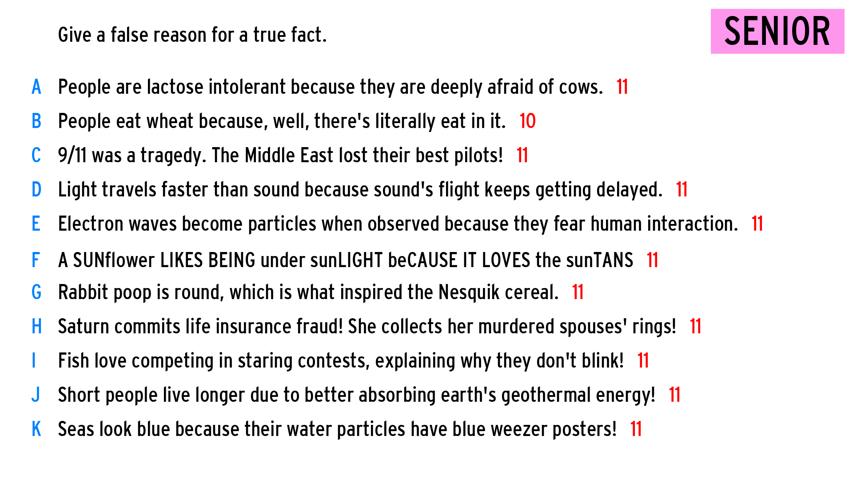 Give a false reason for a true fact.
SENIOR
A People are lactose intolerant because they are deeply afraid of cows. 11
B People eat wheat because, well, there's literally eat in it. 10
C 9/11 was a tragedy. The Middle East lost their best pilots! 11
D Light travels faster than sound because sound's flight keeps getting delayed. 11
E Electron waves become particles when observed because they fear human interaction. 11
F A SUNflower LIKES BEING under sunLIGHT beCAUSE IT LOVES the sunTANS 11
G Rabbit poop is round, which is what inspired the Nesquik cereal. 11
H Saturn commits life insurance fraud! She collects her murdered spouses' rings! 11
I Fish love competing in staring contests, explaining why they don't blink! 11
J Short people live longer due to better absorbing earth's geothermal energy! 11
K Seas look blue because their water particles have blue weezer posters! 11